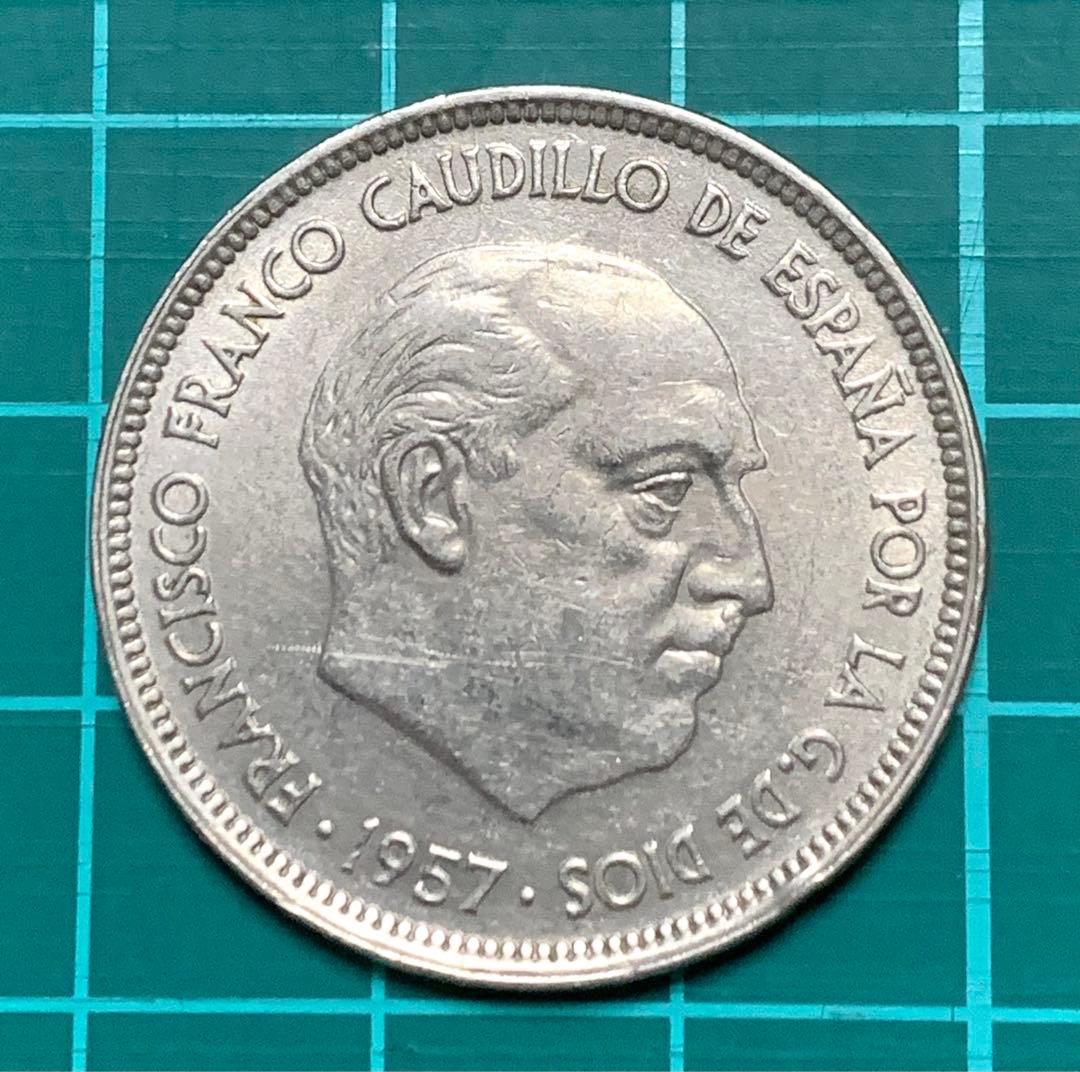 FRANCISCO FRANCO CAUDILLO DE ESPAÑA POR LA G. DE DIOS
· 1957 ·